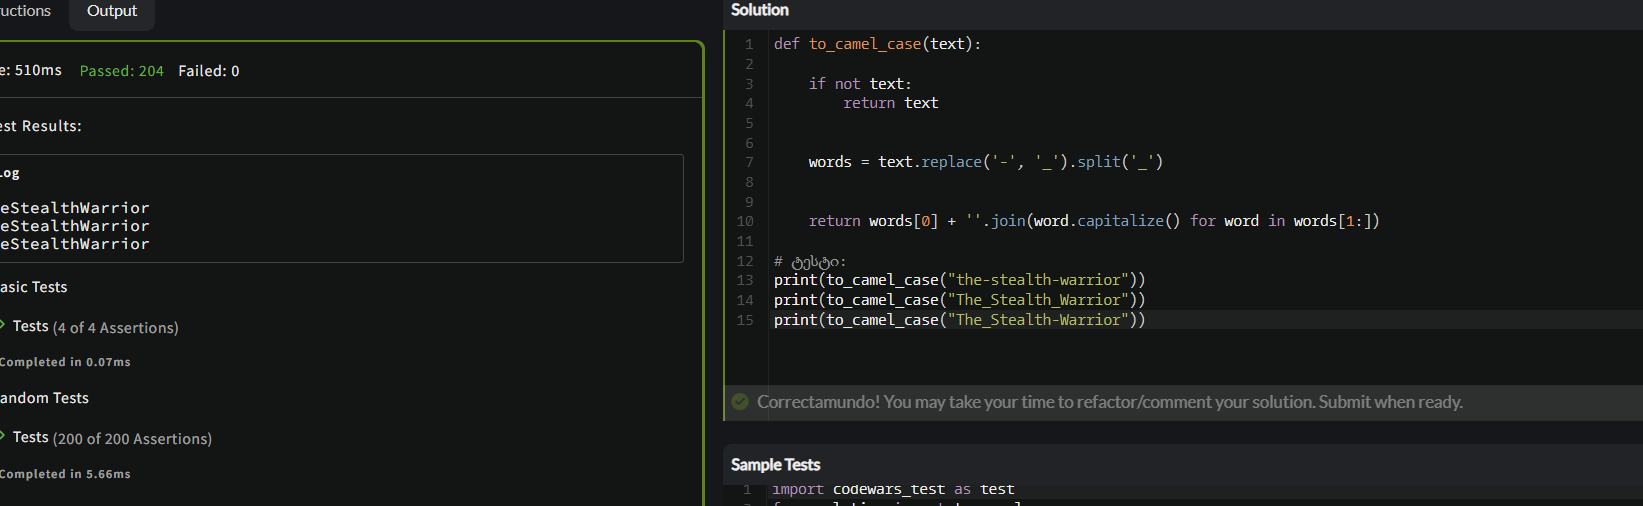 uctions
Output
e: 510ms Passed: 204 Failed: 0
est Results:
Log
eStealthWarrior
eStealthWarrior
eStealthWarrior
asic Tests
Tests (4 of 4 Assertions)
Completed in 0.07ms
andom Tests
Tests (200 of 200 Assertions)
Completed in 5.66ms
Solution
1 def to_camel_case(text):
2
3     if not text:
4         return text
5
6
7     words = text.replace('-', '_').split('_')
8
9
10     return words[0] + ''.join(word.capitalize() for word in words[1:])
11
12 # ტესტი:
13 print(to_camel_case("the-stealth-warrior"))
14 print(to_camel_case("The_Stealth_Warrior"))
15 print(to_camel_case("The_Stealth-Warrior"))
Correctamundo! You may take your time to refactor/comment your solution. Submit when ready.
Sample Tests
1 import codewars_test as test